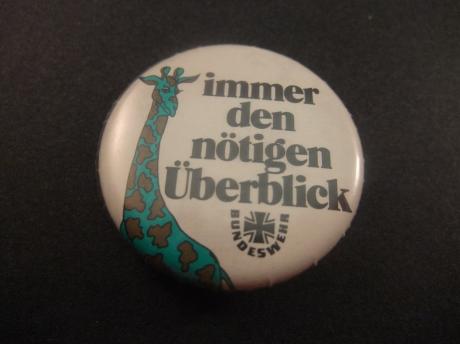 immer
den
nötigen
Überblick
BUNDESWEHR